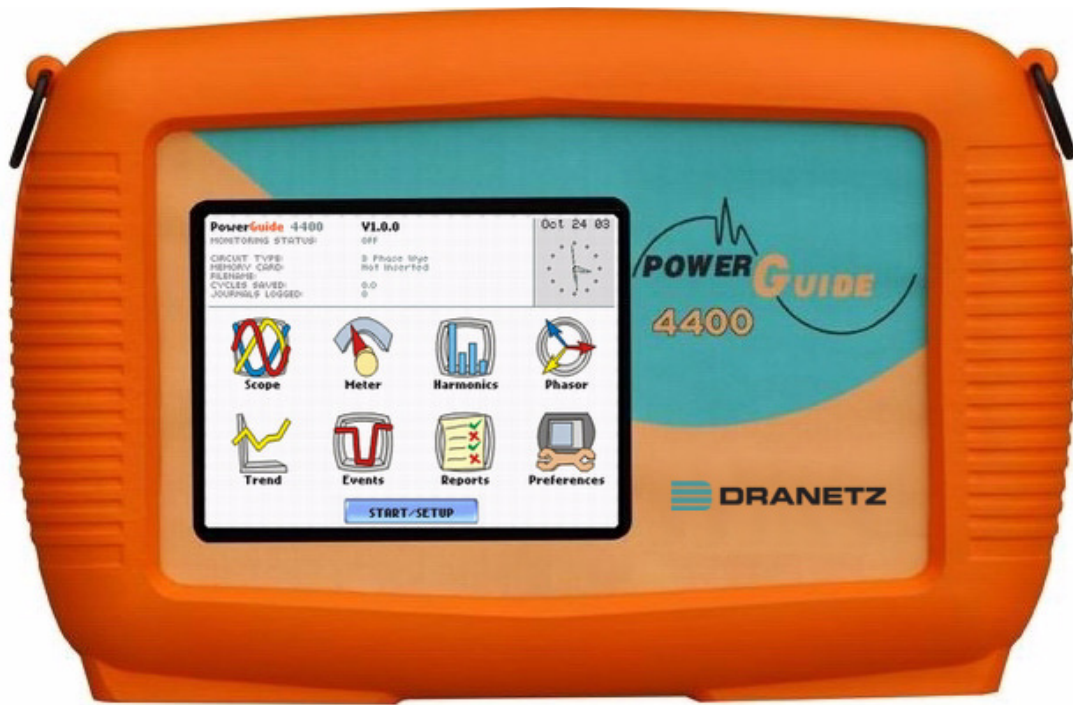 PowerGuide 4400 V1.0.0
MONITORING STATUS: OFF
CIRCUIT TYPE: 3 Phase Wye
MEMORY CARD: Not Inserted
FILENAME:
CYCLES SAVED: 0.0
JOURNALS LOGGED: 0
Oct 24 03
Scope Meter Harmonics Phasor
Trend Events Reports Preferences
START/SETUP
POWERGUIDE
4400
DRANETZ